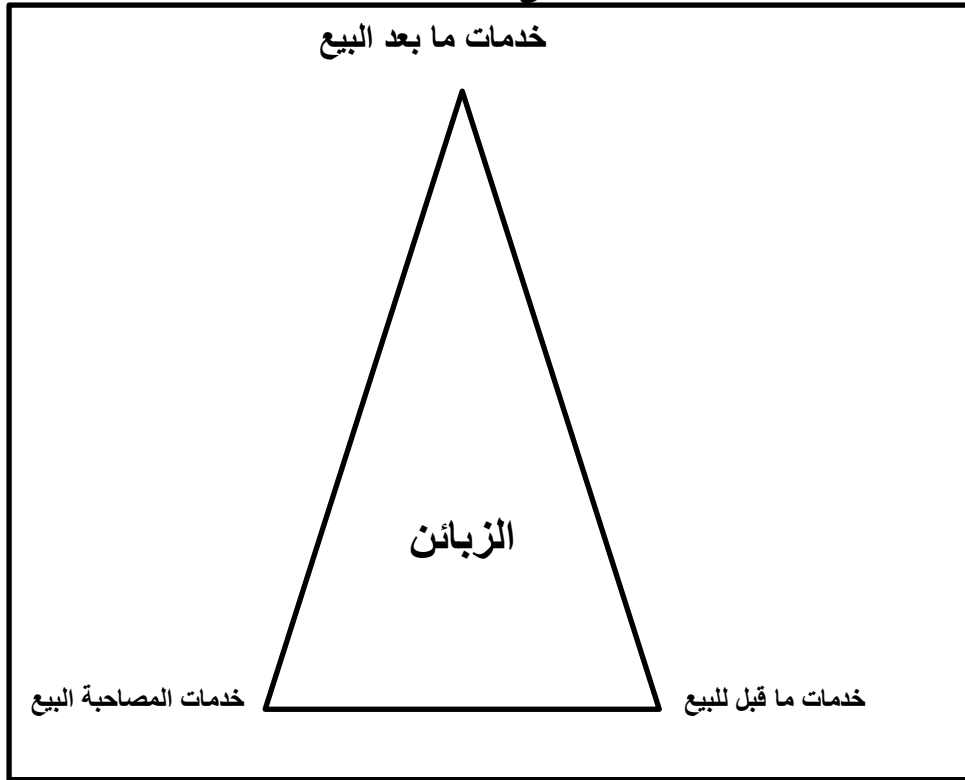 خدمات ما بعد البيع
الزبائن
خدمات ما قبل للبيع
خدمات المصاحبة البيع